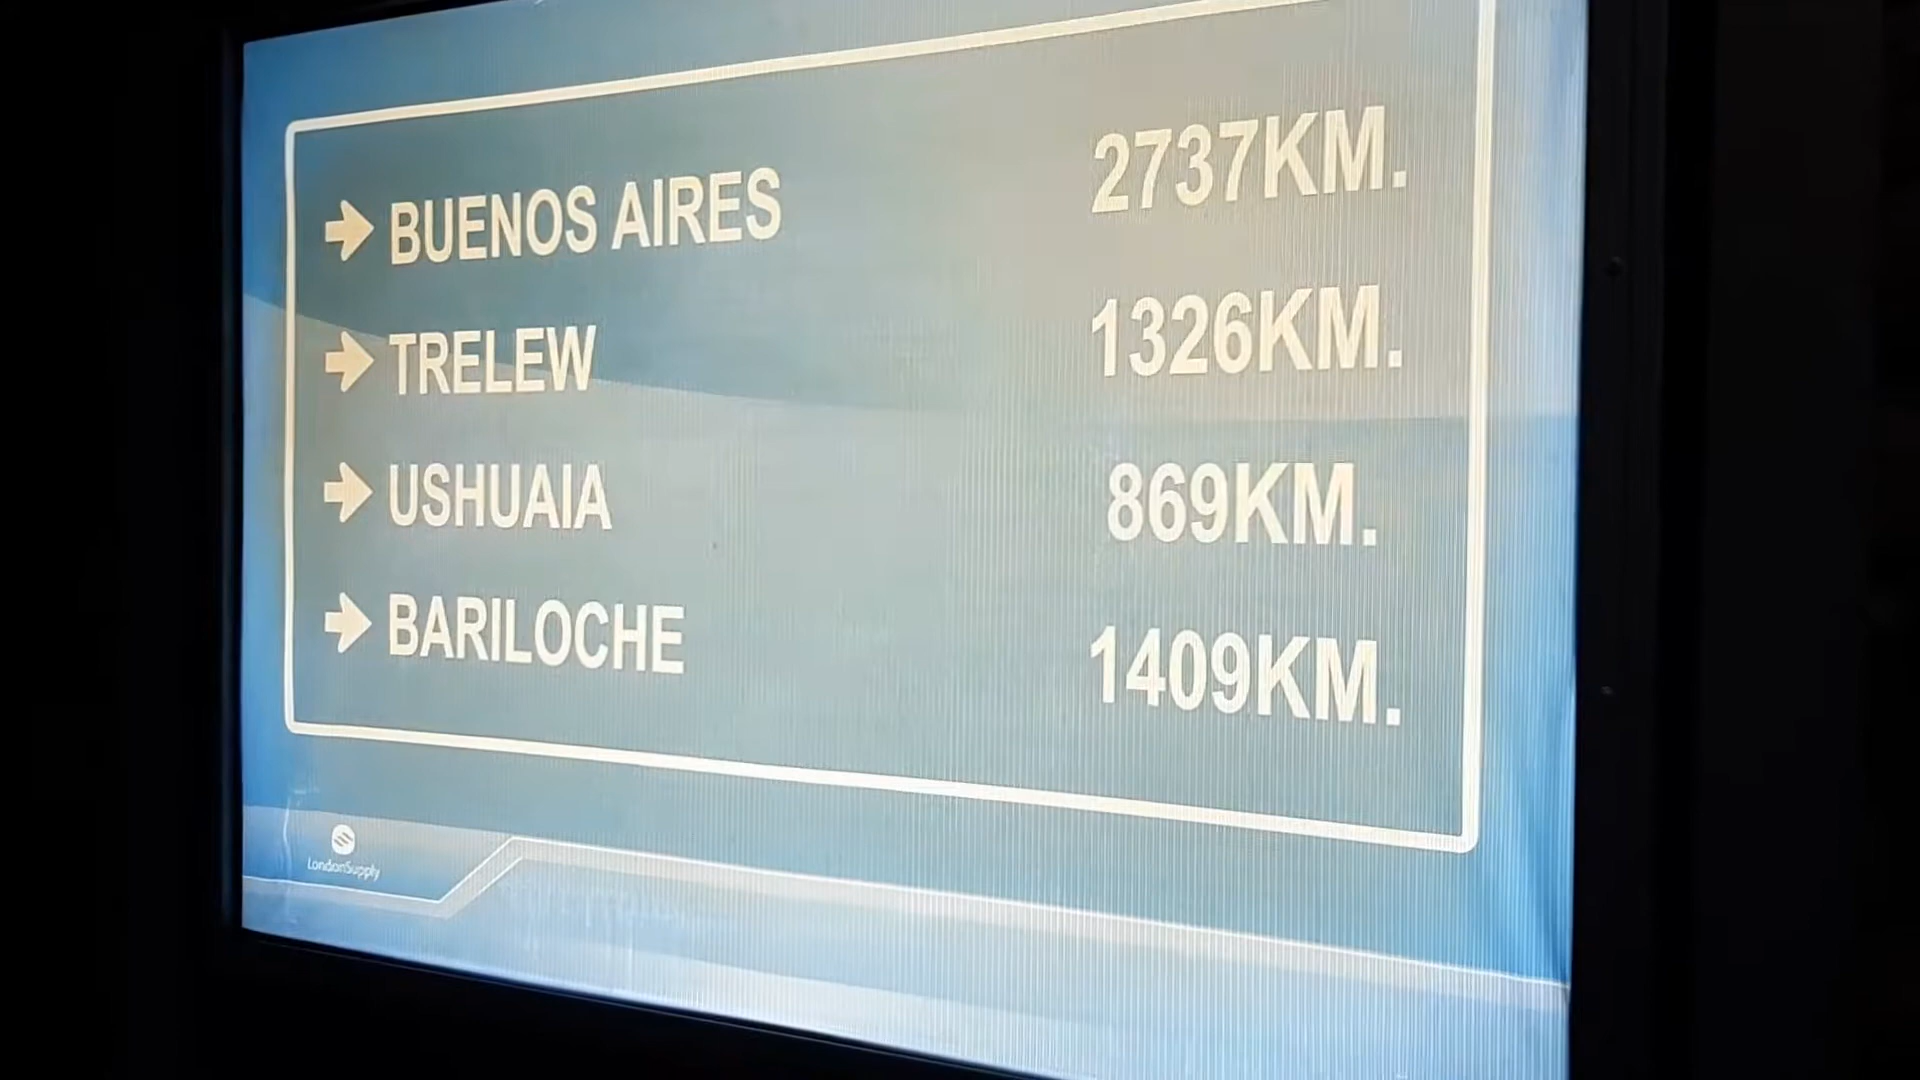 BUENOS AIRES 2737KM.
TRELEW 1326KM.
USHUAIA 869KM.
BARILOCHE 1409KM.
LondonSupply